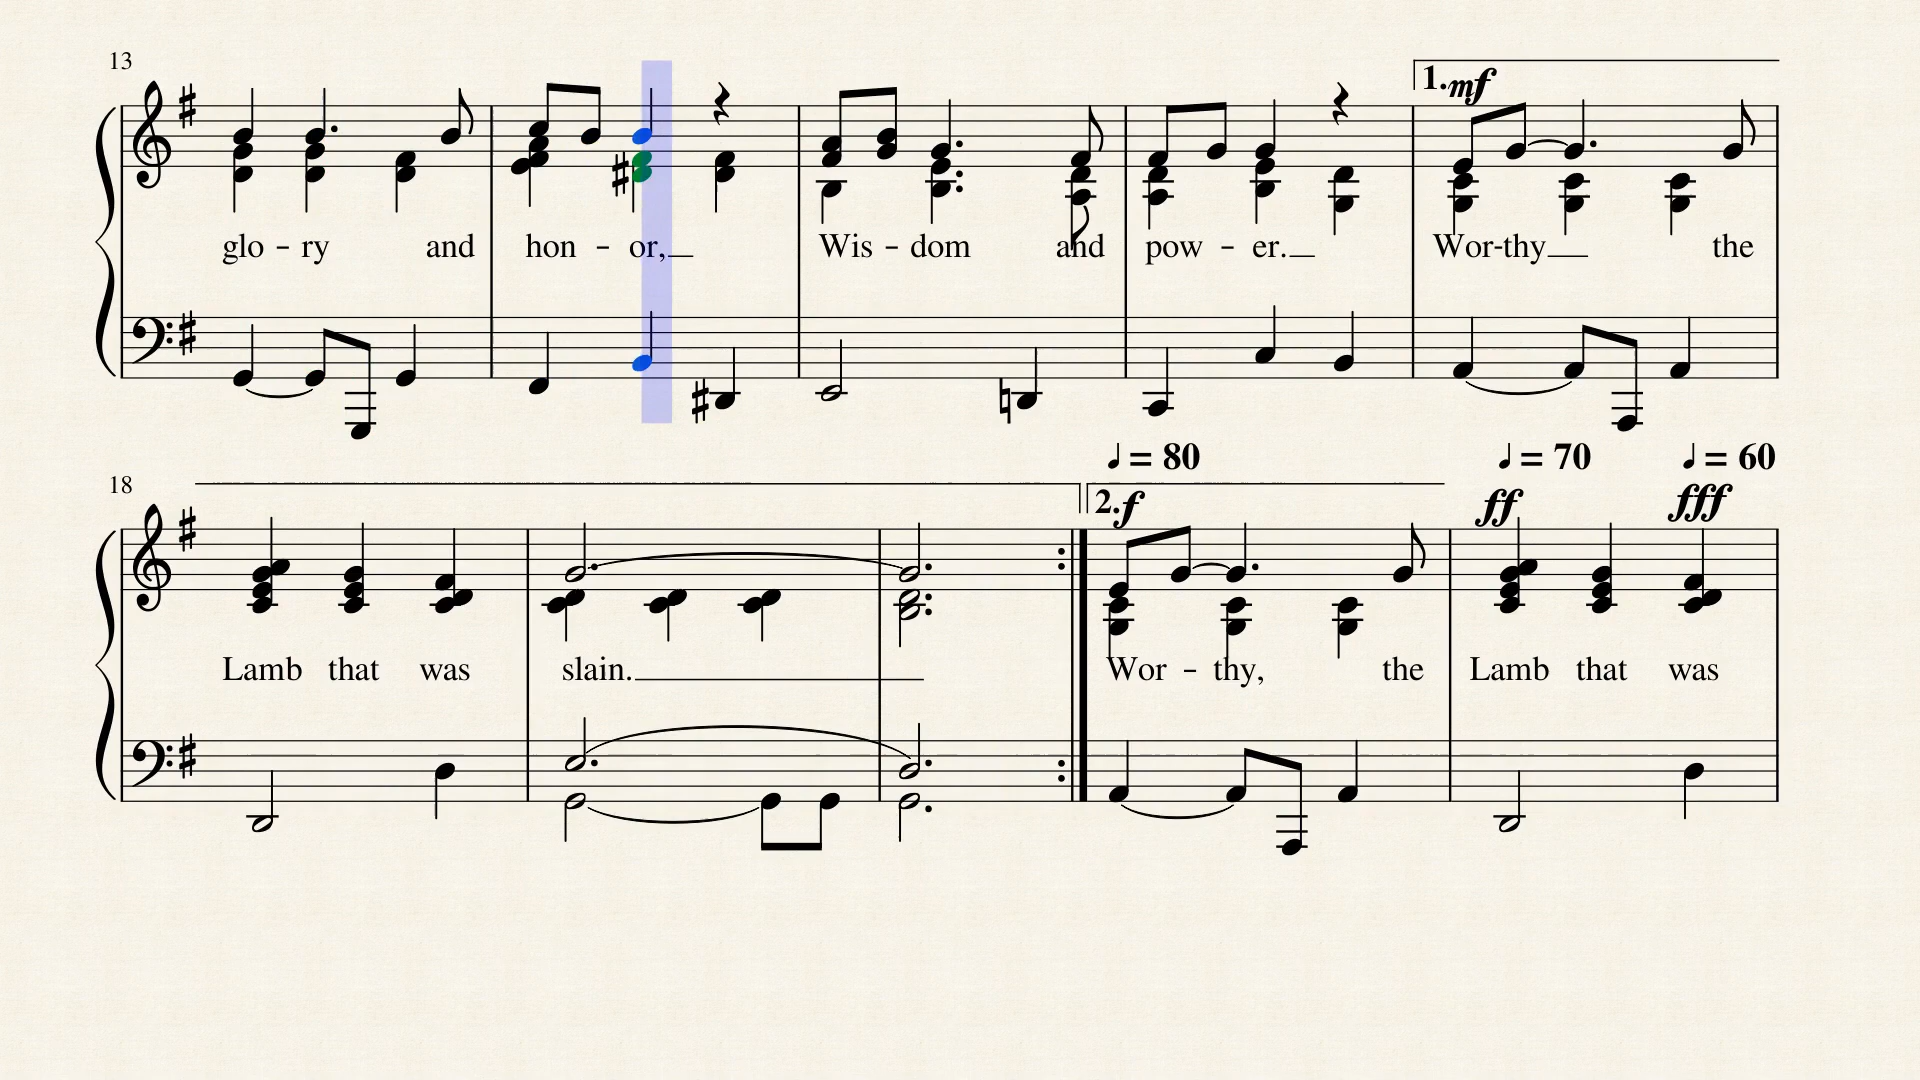 13
1. mf
glo - ry and hon - or, Wis - dom and pow - er. Wor-thy the
♩ = 80 ♩ = 70 ♩ = 60
18
2. f ff fff
Lamb that was slain. Wor - thy, the Lamb that was